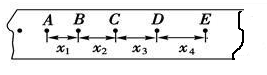 A B C D E
x₁ x₂ x₃ x₄